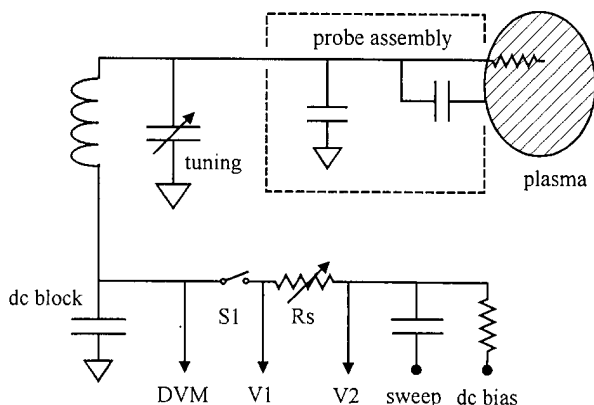 probe assembly
tuning
plasma
dc block
S1
Rs
DVM
V1
V2
sweep
dc bias